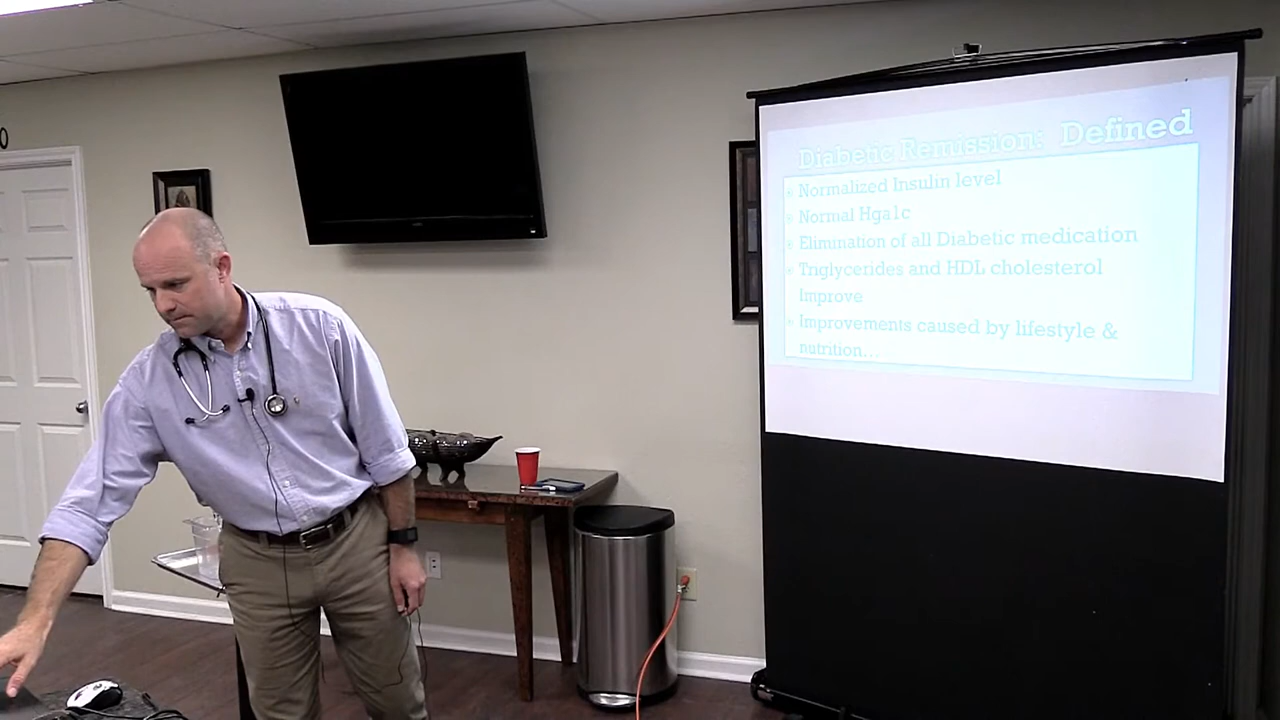 Diabetic Remission: Defined
Normalized Insulin level
Normal Hga1c
Elimination of all Diabetic medication
Triglycerides and HDL cholesterol
Improve
Improvements caused by lifestyle &
nutrition...
0